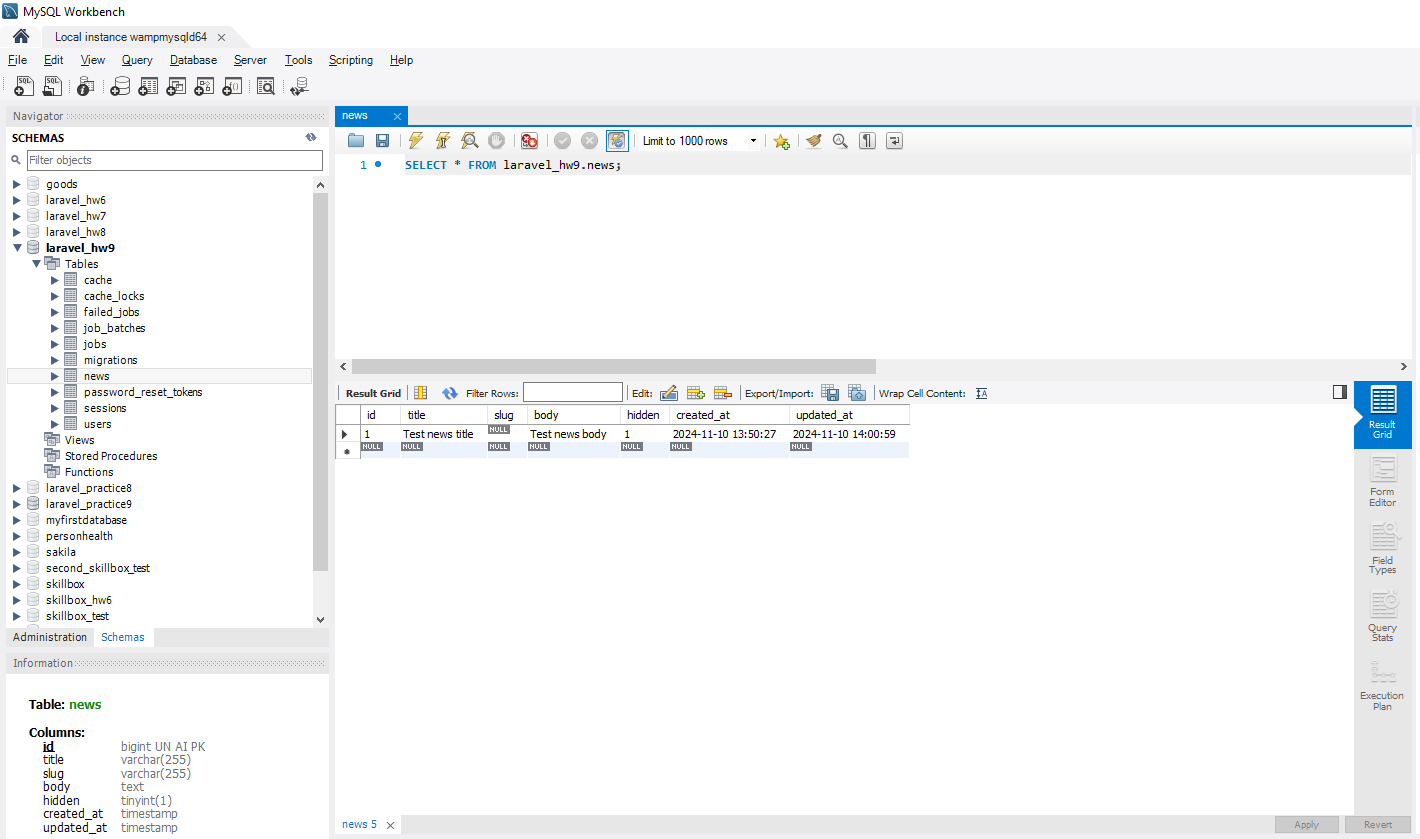 MySQL Workbench
Local instance wampmysqld64
File Edit View Query Database Server Tools Scripting Help
Navigator
SCHEMAS
Filter objects
goods
laravel_hw6
laravel_hw7
laravel_hw8
laravel_hw9
Tables
cache
cache_locks
failed_jobs
job_batches
jobs
migrations
news
password_reset_tokens
sessions
users
Views
Stored Procedures
Functions
laravel_practice8
laravel_practice9
myfirstdatabase
personhealth
sakila
second_skillbox_test
skillbox
skillbox_hw6
skillbox_test
Administration Schemas
Information
Table: news
Columns:
id bigint UN AI PK
title varchar(255)
slug varchar(255)
body text
hidden tinyint(1)
created_at timestamp
updated_at timestamp
news
Limit to 1000 rows
1 SELECT * FROM laravel_hw9.news;
Result Grid Filter Rows: Edit: Export/Import: Wrap Cell Content:
id title slug body hidden created_at updated_at
1 Test news title NULL Test news body 1 2024-11-10 13:50:27 2024-11-10 14:00:59
NULL NULL NULL NULL NULL NULL NULL
Result
Grid
Form
Editor
Field
Types
Query
Stats
Execution
Plan
news 5
Apply Revert